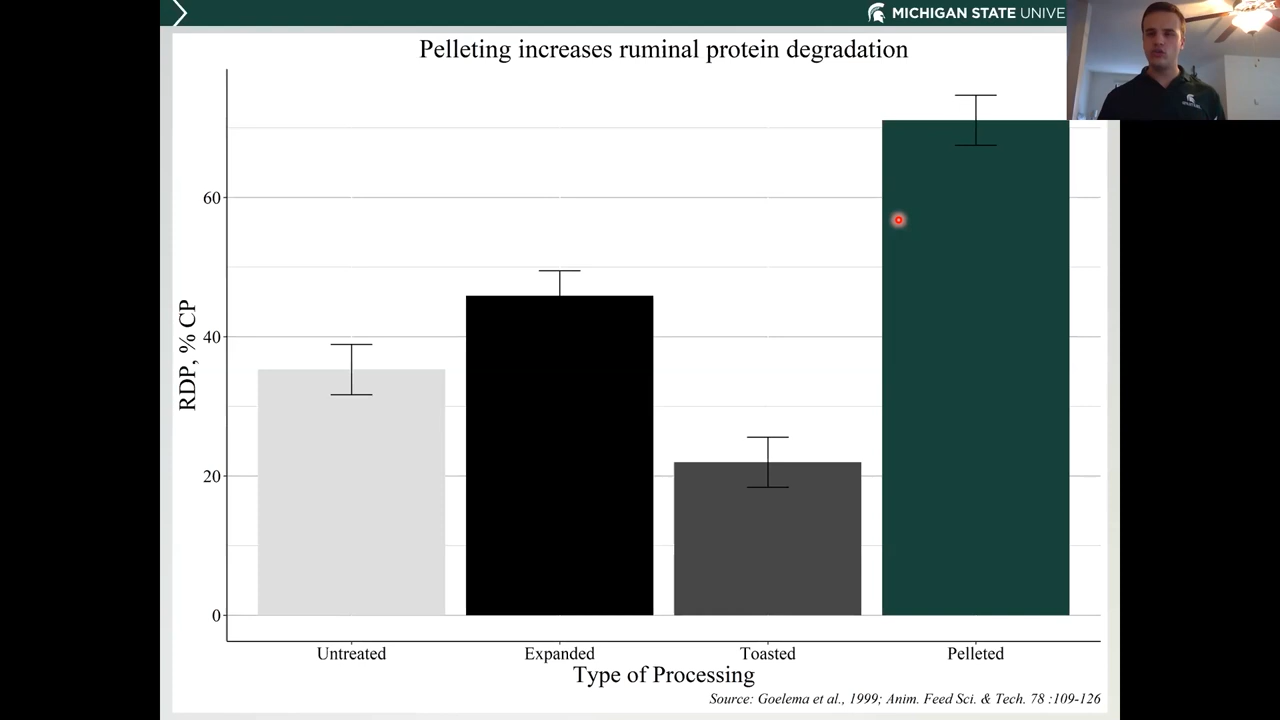 MICHIGAN STATE UNIVE
Pelleting increases ruminal protein degradation
60
40
20
0
RDP, % CP
Untreated
Expanded
Toasted
Pelleted
Type of Processing
Source: Goelema et al., 1999; Anim. Feed Sci. & Tech. 78 :109-126